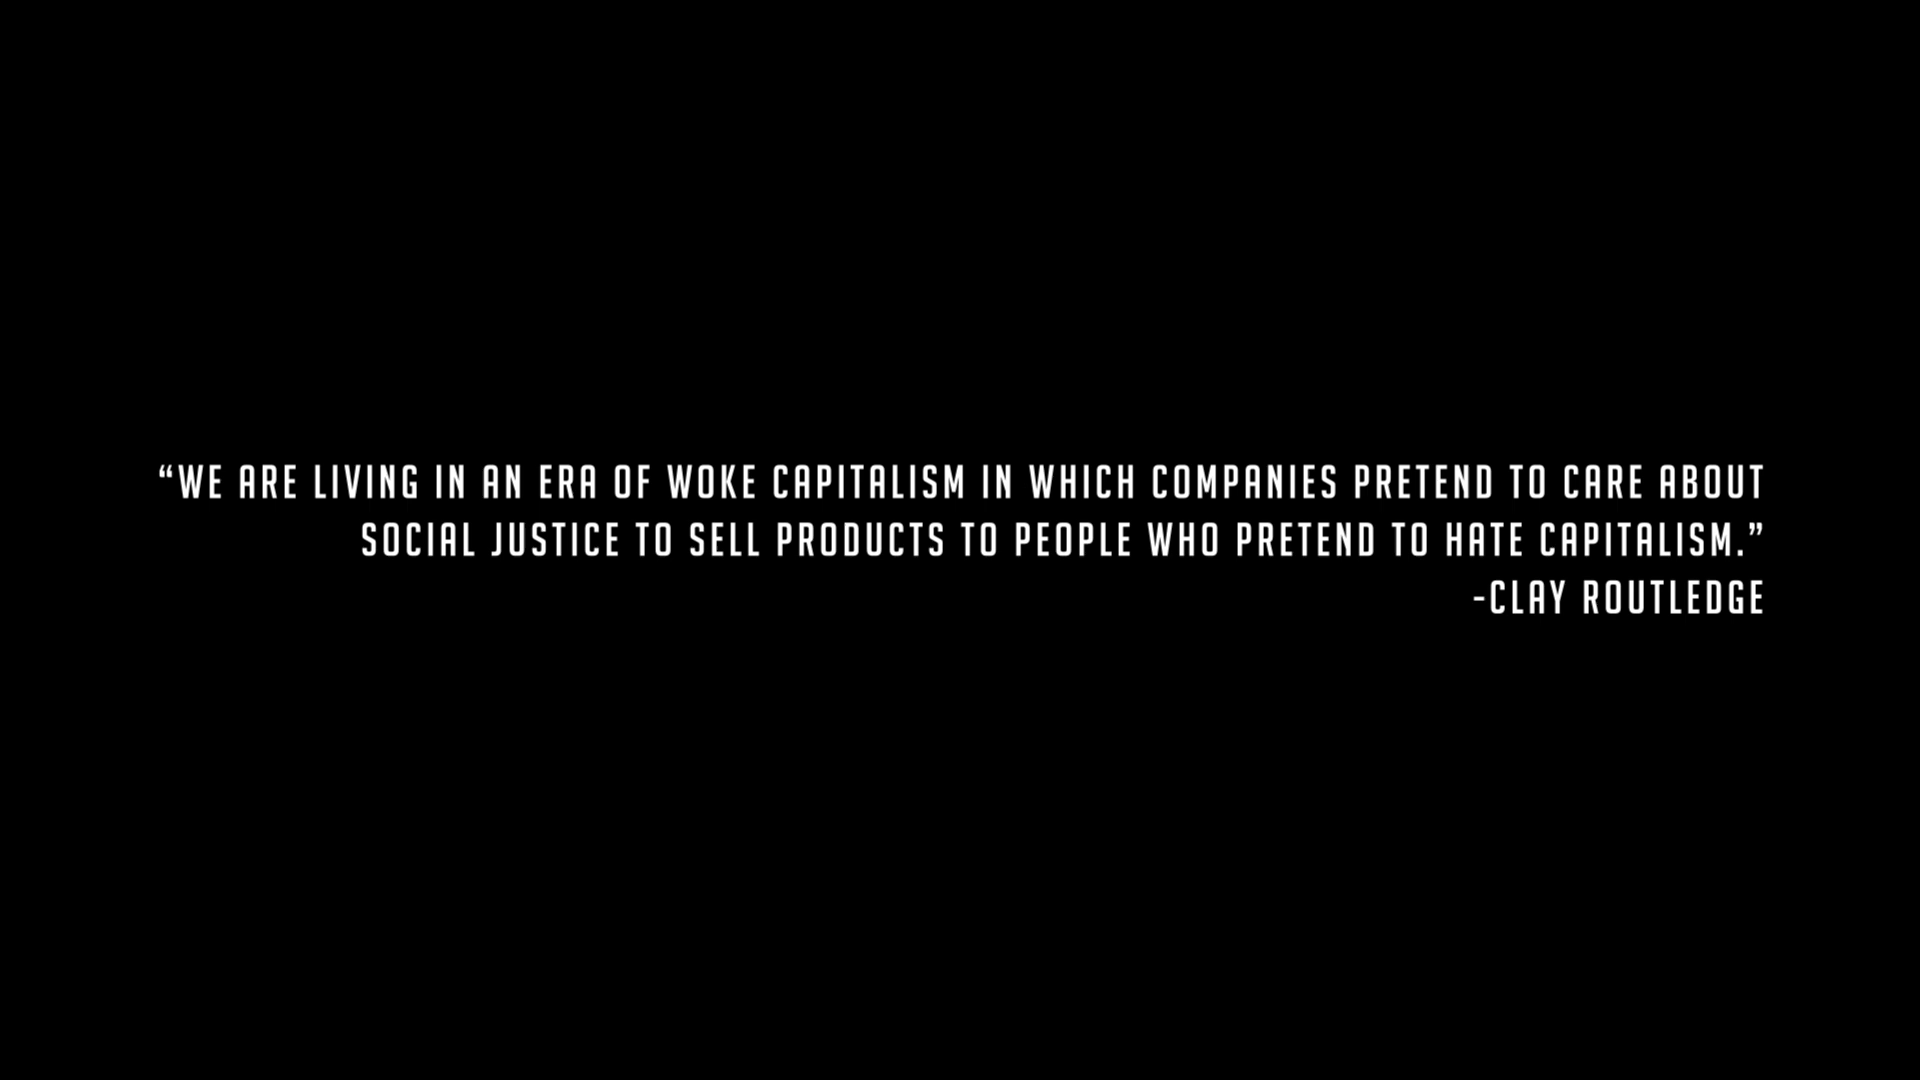 “WE ARE LIVING IN AN ERA OF WOKE CAPITALISM IN WHICH COMPANIES PRETEND TO CARE ABOUT
SOCIAL JUSTICE TO SELL PRODUCTS TO PEOPLE WHO PRETEND TO HATE CAPITALISM.”
-CLAY ROUTLEDGE